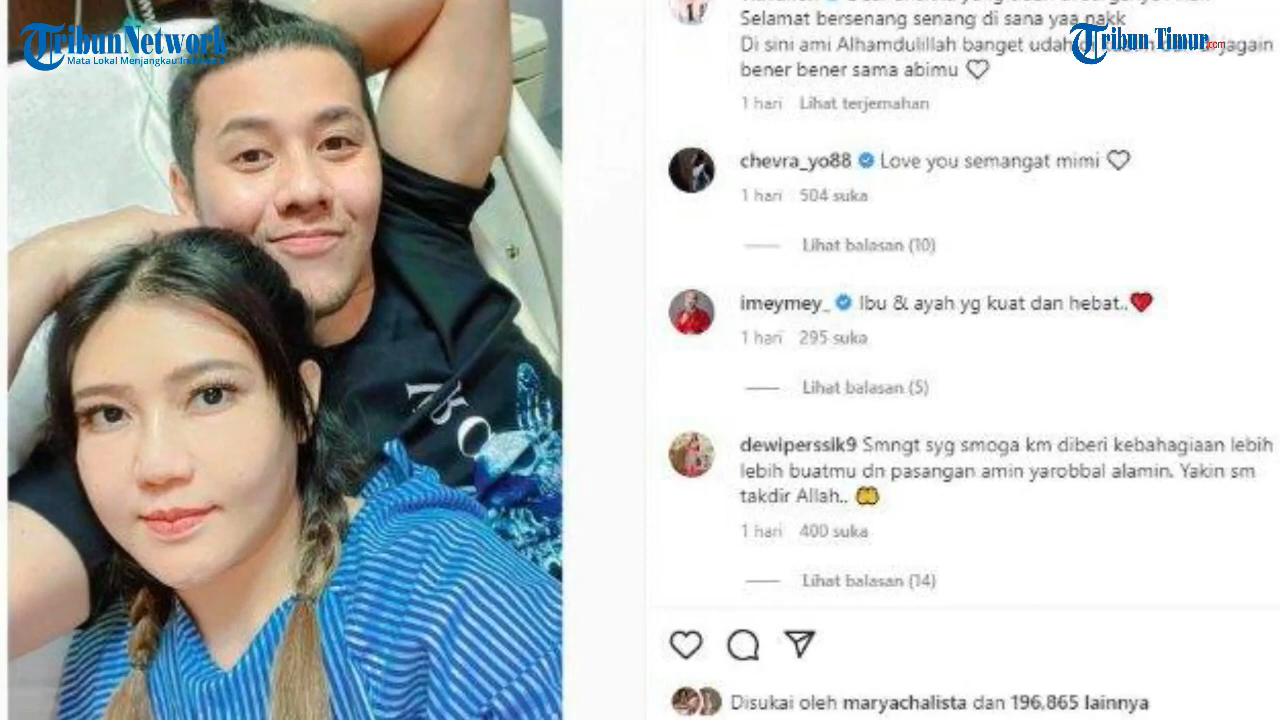 TribunNetwork
Mata Lokal Menjangkau Indonesia
Tribun Timur.com
Selamat bersenang senang di sana yaa nakk
Di sini ami Alhamdulillah banget udah jagain
bener bener sama abimu
1 hari Lihat terjemahan
chevra_yo88 Love you semangat mimi
1 hari 504 suka
Lihat balasan (10)
imeymey_ Ibu & ayah yg kuat dan hebat..
1 hari 295 suka
Lihat balasan (5)
dewiperssik9 Smngt syg smoga km diberi kebahagiaan lebih
lebih buatmu dn pasangan amin yarobbal alamin. Yakin sm
takdir Allah..
1 hari 400 suka
Lihat balasan (14)
Disukai oleh maryachalista dan 196,865 lainnya